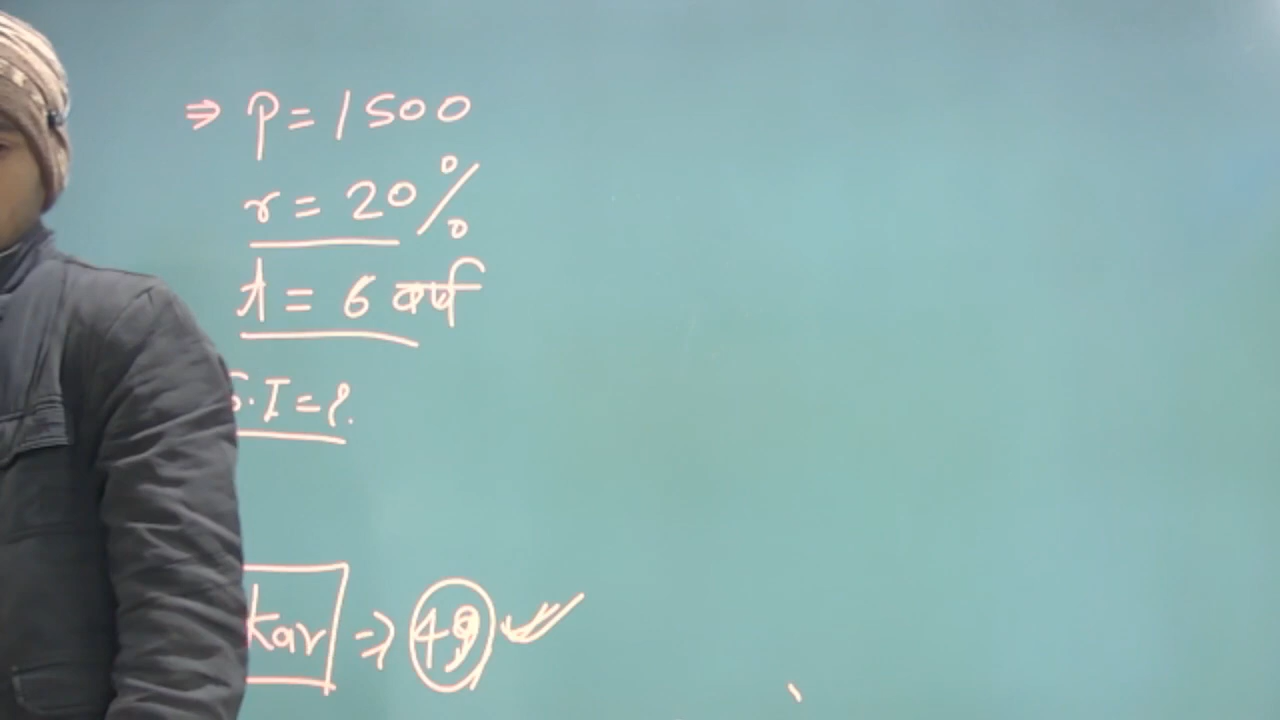 ⇒ P = 1500
r = 20%
t = 6 वर्ष
S.I = ?
kar ⇒ 49